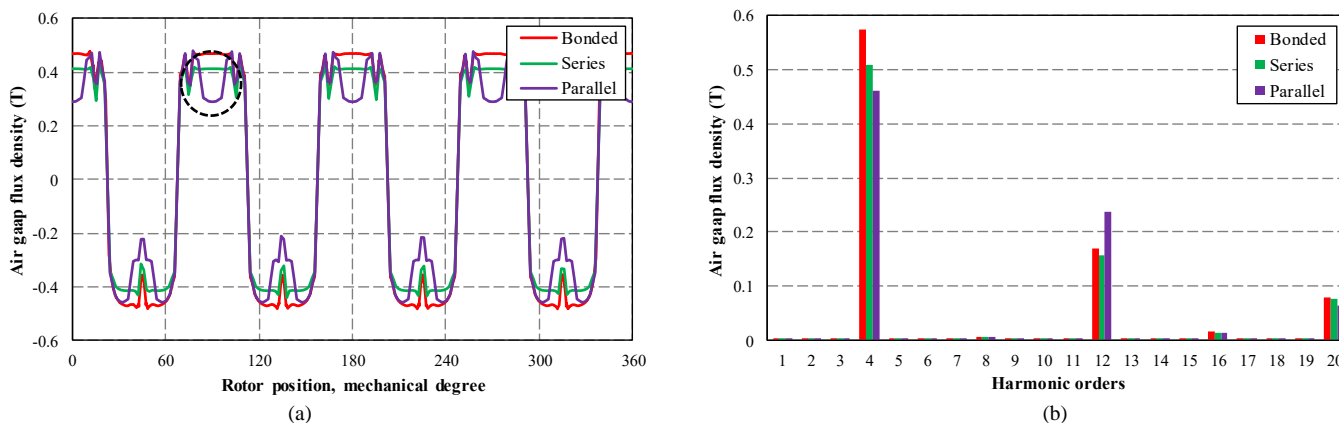 0.6
0.4
0.2
0
-0.2
-0.4
-0.6
Air gaap flux density (T)
Bonded
Series
Parallel
0 60 120 180 240 300 360
Rotor position, mechanical degree
(a)
0.6
0.5
0.4
0.3
0.2
0.1
0
Air gaap flux density (T)
Bonded
Series
Parallel
1 2 3 4 5 6 7 8 9 10 11 12 13 14 15 16 17 18 19 20
Harmonic orders
(b)